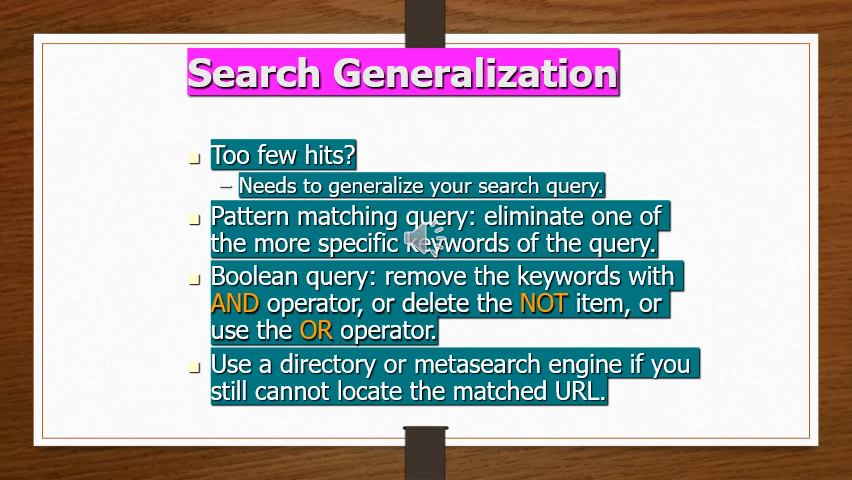 Search Generalization
Too few hits?
– Needs to generalize your search query.
Pattern matching query: eliminate one of
the more specific keywords of the query.
Boolean query: remove the keywords with
AND operator, or delete the NOT item, or
use the OR operator.
Use a directory or metasearch engine if you
still cannot locate the matched URL.